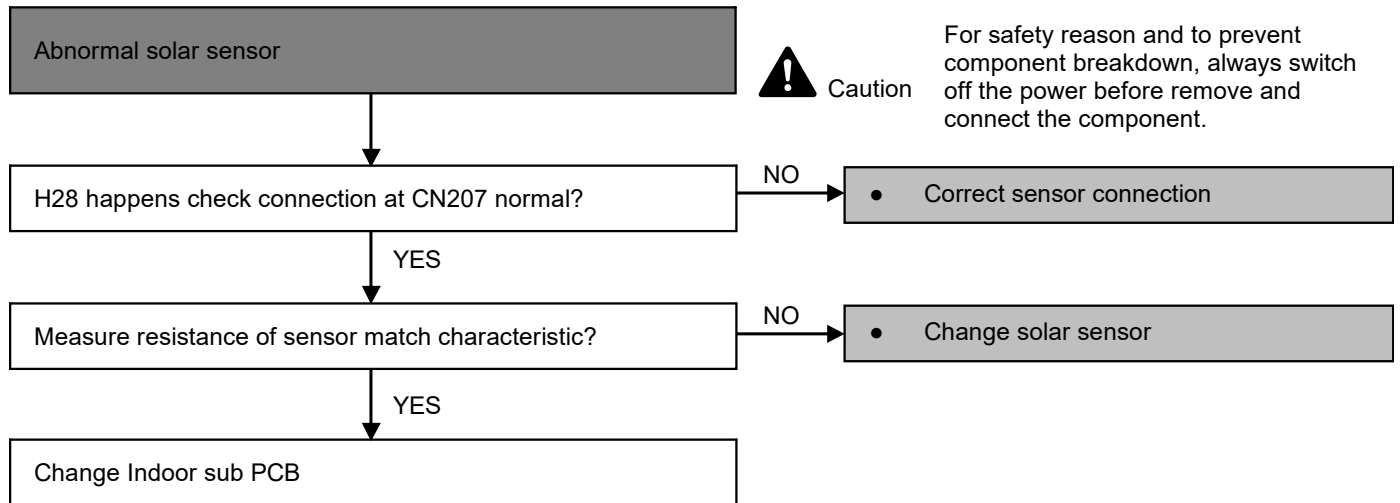 Abnormal solar sensor
Caution
For safety reason and to prevent
component breakdown, always switch
off the power before remove and
connect the component.
H28 happens check connection at CN207 normal?
NO
● Correct sensor connection
YES
Measure resistance of sensor match characteristic?
NO
● Change solar sensor
YES
Change Indoor sub PCB